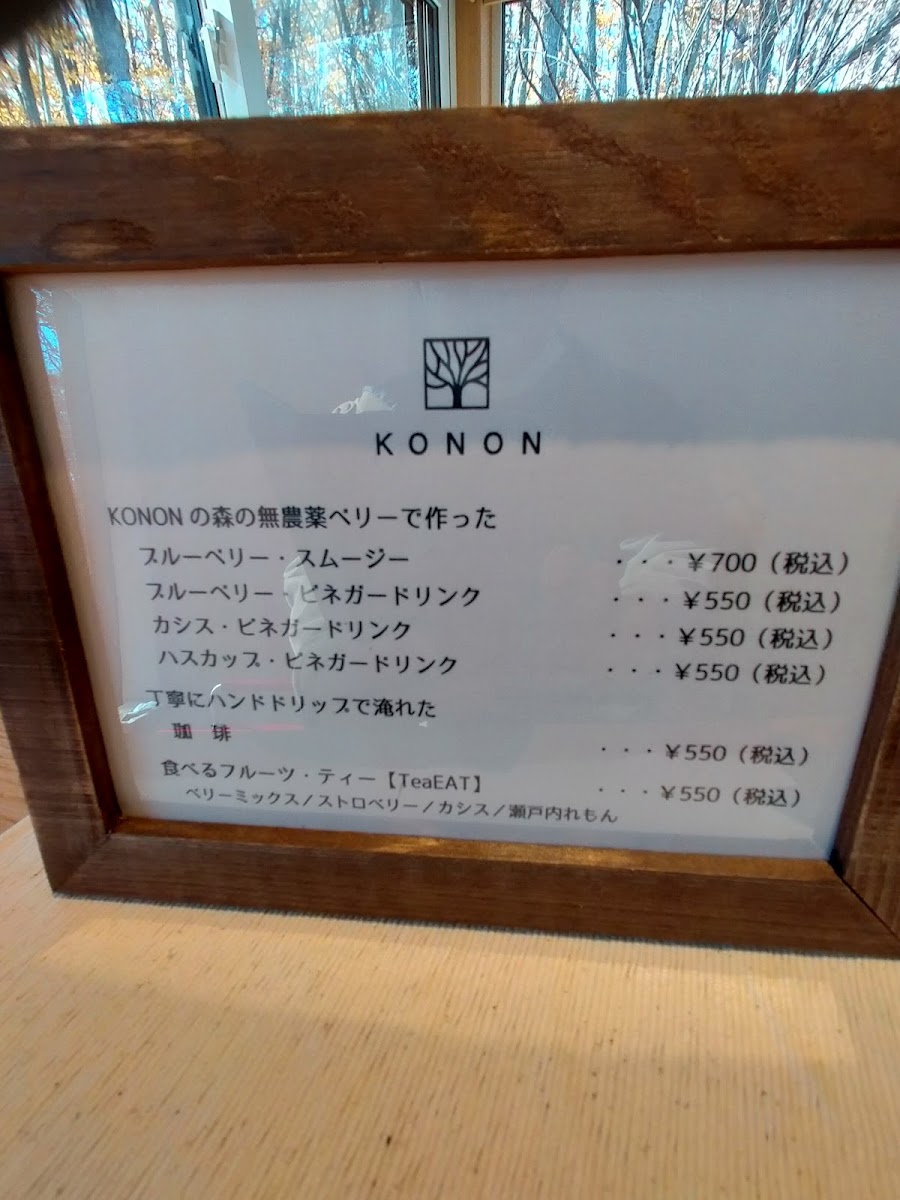 KONON
KONONの森の無農薬ベリーで作った
ブルーベリー・スムージー ・・・¥700（税込）
ブルーベリー・ビネガードリンク ・・・¥550（税込）
カシス・ビネガードリンク ・・・¥550（税込）
ハスカップ・ビネガードリンク ・・・¥550（税込）
丁寧にハンドドリップで淹れた
珈 琲 ・・・¥550（税込）
食べるフルーツ・ティー【TeaEAT】 ・・・¥550（税込）
ベリーミックス/ストロベリー/カシス/瀬戸内れもん